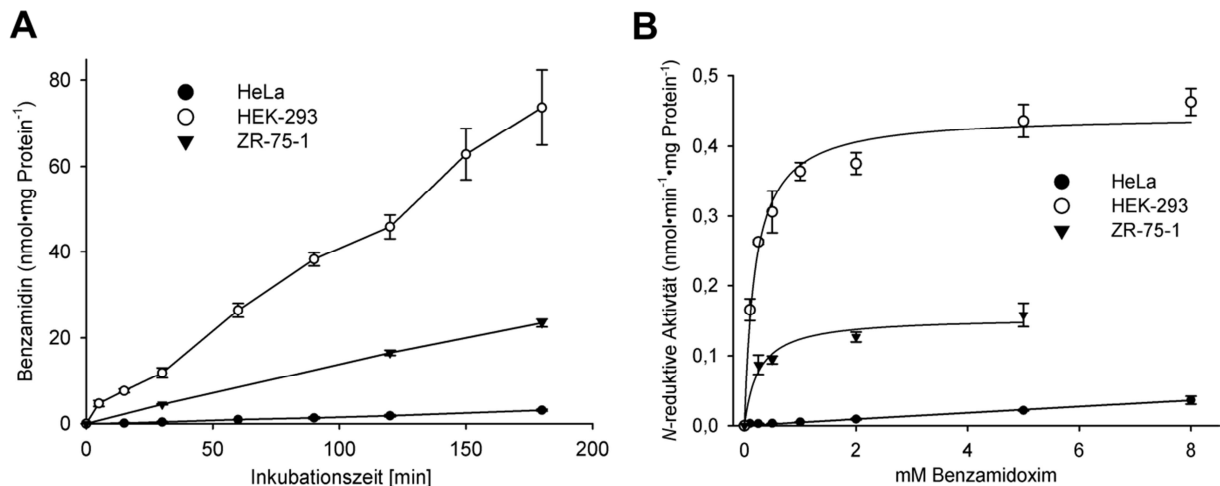 A
Benzamidin (nmol•mg Protein⁻¹)
80
60
40
20
0
0
50
100
150
200
Inkubationszeit [min]
HeLa
HEK-293
ZR-75-1
B
N-reduktive Aktivtät (nmol•min⁻¹•mg Protein⁻¹)
0,5
0,4
0,3
0,2
0,1
0,0
0
2
4
6
8
mM Benzamidoxim
HeLa
HEK-293
ZR-75-1